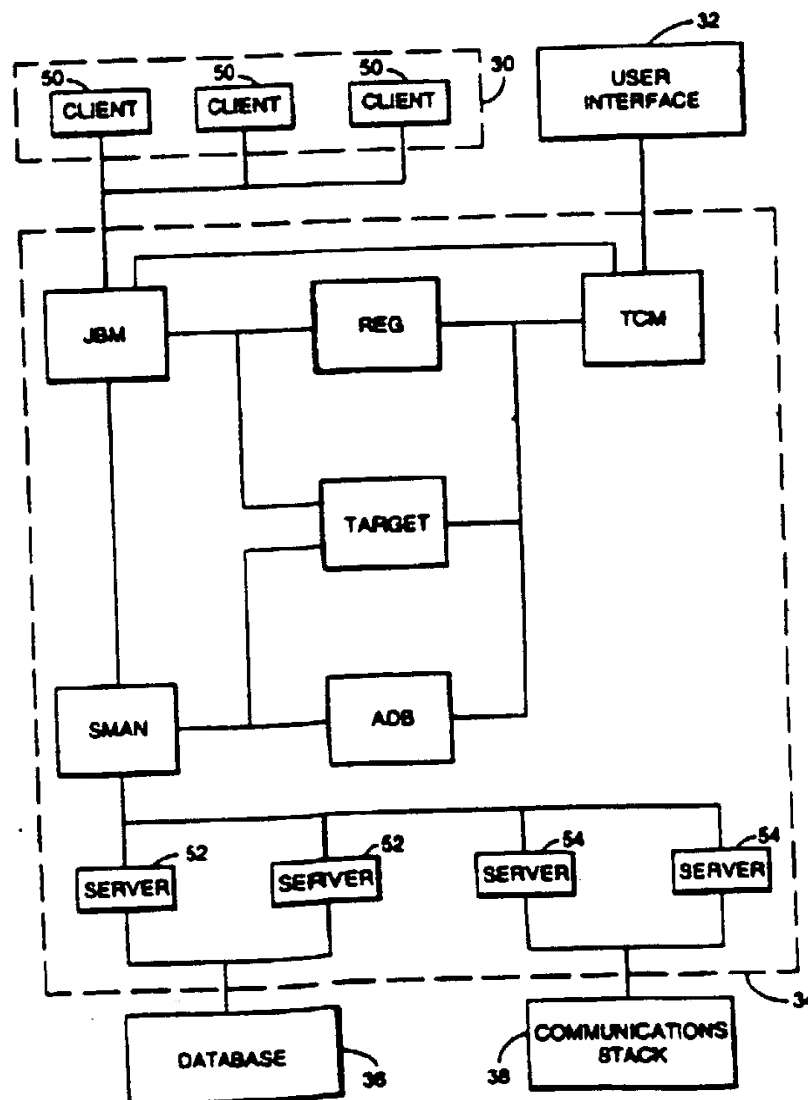 32
50
50
50
30
CLIENT
CLIENT
CLIENT
USER
INTERFACE
JBM
REG
TCM
TARGET
SMAN
ADB
52
52
54
54
SERVER
SERVER
SERVER
SERVER
34
DATABASE
36
38
COMMUNICATIONS
STACK